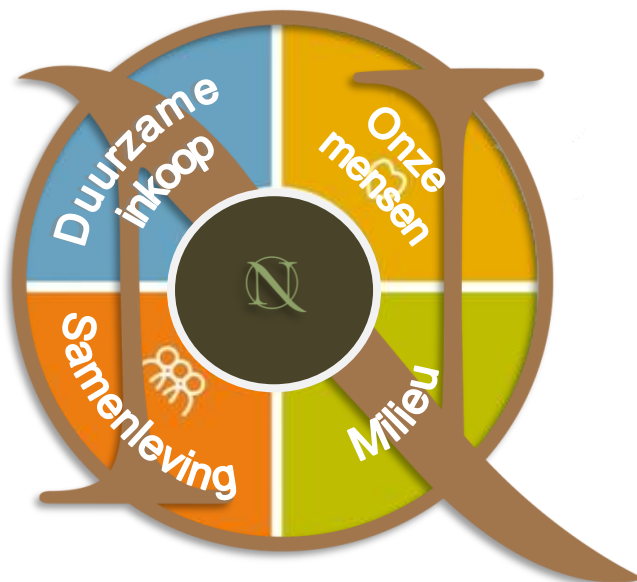 Duurzame
inkoop
Onze
mensen
N
Samenleving
Milieu